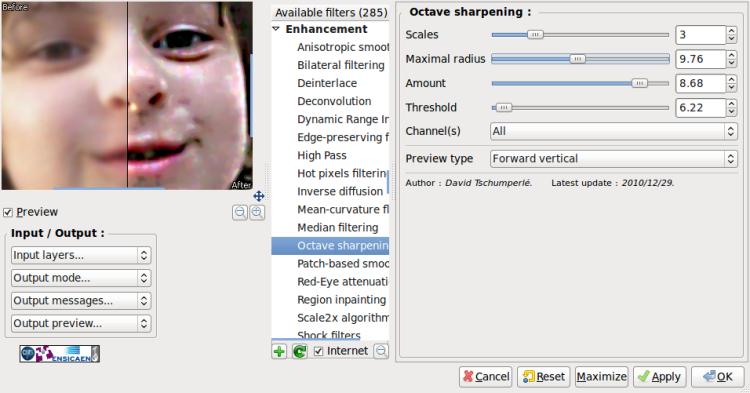 Before
After
Preview
Input / Output :
Input layers...
Output mode...
Output messages...
Output preview...
ENSICAEN
Available filters (285)
Enhancement
Anisotropic smoot
Bilateral filtering
Deinterlace
Deconvolution
Dynamic Range In
Edge-preserving f
High Pass
Hot pixels filterin
Inverse diffusion
Mean-curvature fl
Median filtering
Octave sharpenin
Patch-based smoo
Red-Eye attenuati
Region inpainting
Scale2x algorithm
Shock filters
Internet
Octave sharpening :
Scales 3
Maximal radius 9.76
Amount 8.68
Threshold 6.22
Channel(s) All
Preview type Forward vertical
Author : David Tschumperlé. Latest update : 2010/12/29.
Cancel Reset Maximize Apply OK